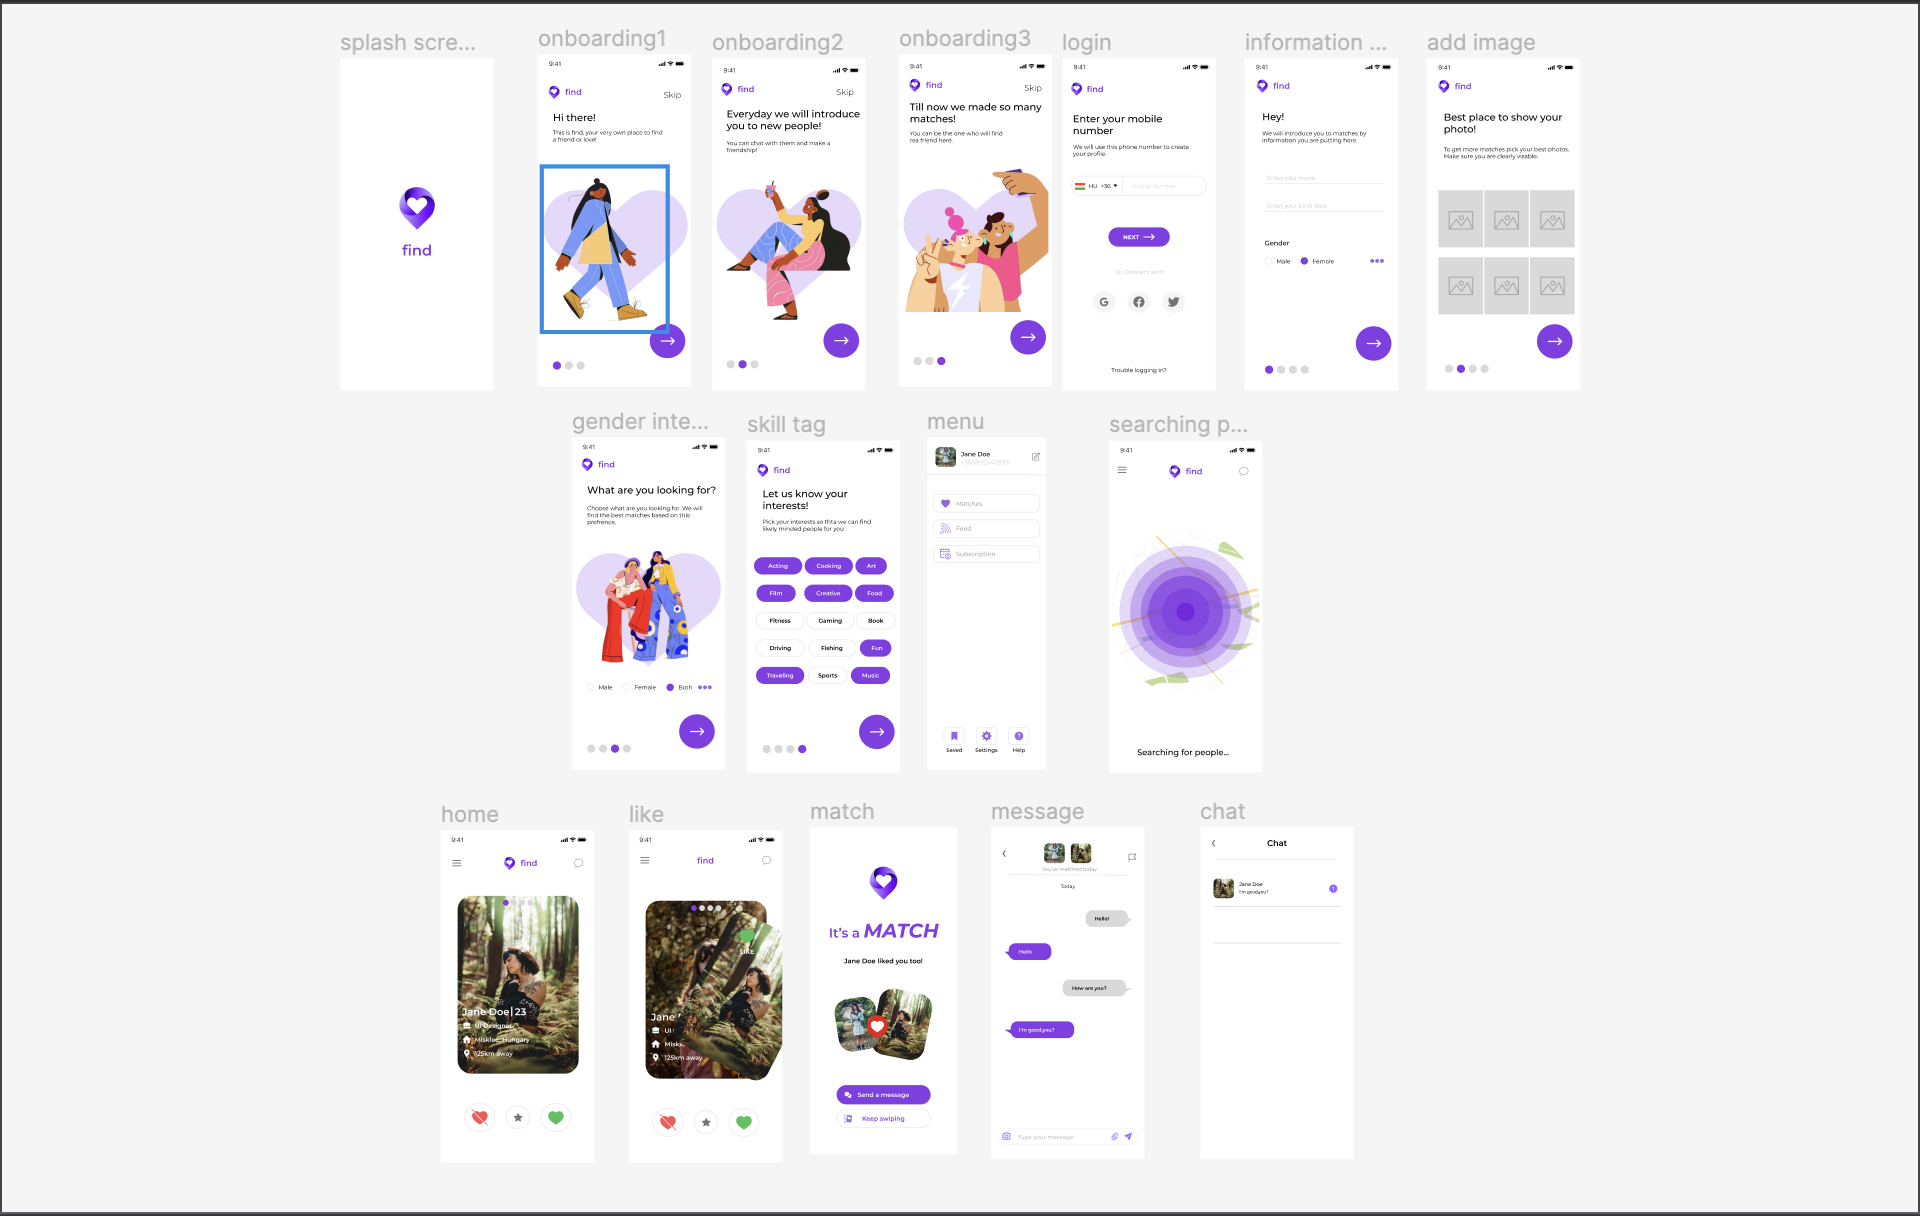 splash scre...
find
onboarding1
9:41
find
Skip
Hi there!
This is find, your very own place to find
a friend or love!
onboarding2
9:41
find
Skip
Everyday we will introduce
you to new people!
You can chat with them and make a
friendship!
onboarding3
9:41
find
Skip
Till now we made so many
matches!
You can be the one who will find
rea friend here.
login
find
Enter your mobile
number
We will use this phone number to create
your profile.
HU +36
Mobile Number
NEXT
Or Connect with
Trouble logging in?
information ...
9:41
find
Hey!
We will introduce you to matches by
information you are putting here.
Enter your name
Enter your birth date
Gender
Male
Female
add image
9:41
find
Best place to show your
photo!
To get more matches pick your best photos.
Make sure you are clearly visable.
gender inte...
9:41
find
What are you looking for?
Choose what are you looking for. We will
find the best matches based on this
prefrence.
Male
Female
Both
skill tag
9:41
find
Let us know your
interests!
Pick your interests so thta we can find
likely minded people for you
Acting
Cooking
Art
Film
Creative
Food
Fitness
Gaming
Book
Driving
Fishing
Fun
Traveling
Sports
Music
menu
Jane Doe
Matches
Feed
Subscription
Saved
Settings
Help
searching p...
9:41
find
Searching for people...
home
9:41
find
Jane Doe| 23
UI Designer
Miskloc, Hungary
125km away
like
9:41
find
LIKE
Jane
UI
Misk
125km away
match
It's a MATCH
Jane Doe liked you too!
Send a message
Keep swiping
message
You've matched today
Today
Hello!
Hello
How are you?
I'm good,you?
Type your message
chat
Chat
Jane Doe
I'm good,you?
1